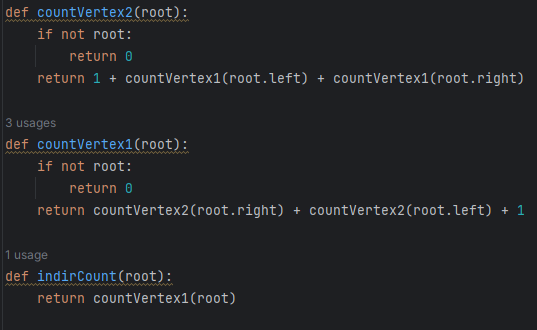 def countVertex2(root):
    if not root:
        return 0
    return 1 + countVertex1(root.left) + countVertex1(root.right)
3 usages
def countVertex1(root):
    if not root:
        return 0
    return countVertex2(root.right) + countVertex2(root.left) + 1
1 usage
def indirCount(root):
    return countVertex1(root)